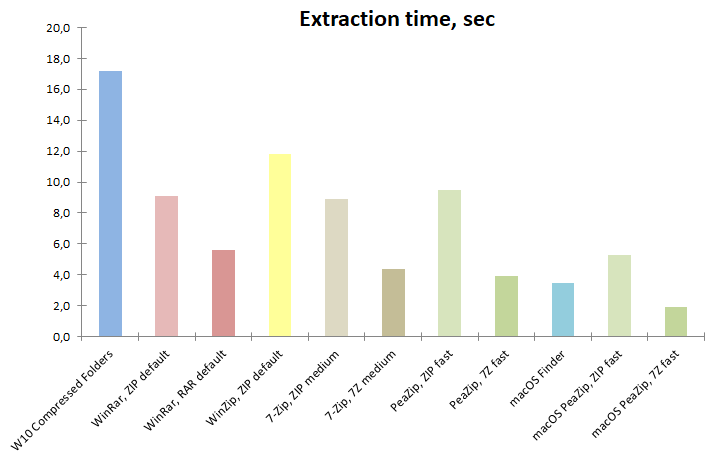 Extraction time, sec
20,0
18,0
16,0
14,0
12,0
10,0
8,0
6,0
4,0
2,0
0,0
W10 Compressed Folders
WinRar, ZIP default
WinRar, RAR default
WinZip, ZIP default
7-Zip, ZIP medium
7-Zip, 7Z medium
PeaZip, ZIP fast
PeaZip, 7Z fast
macOS Finder
macOS PeaZip, ZIP fast
macOS PeaZip, 7Z fast